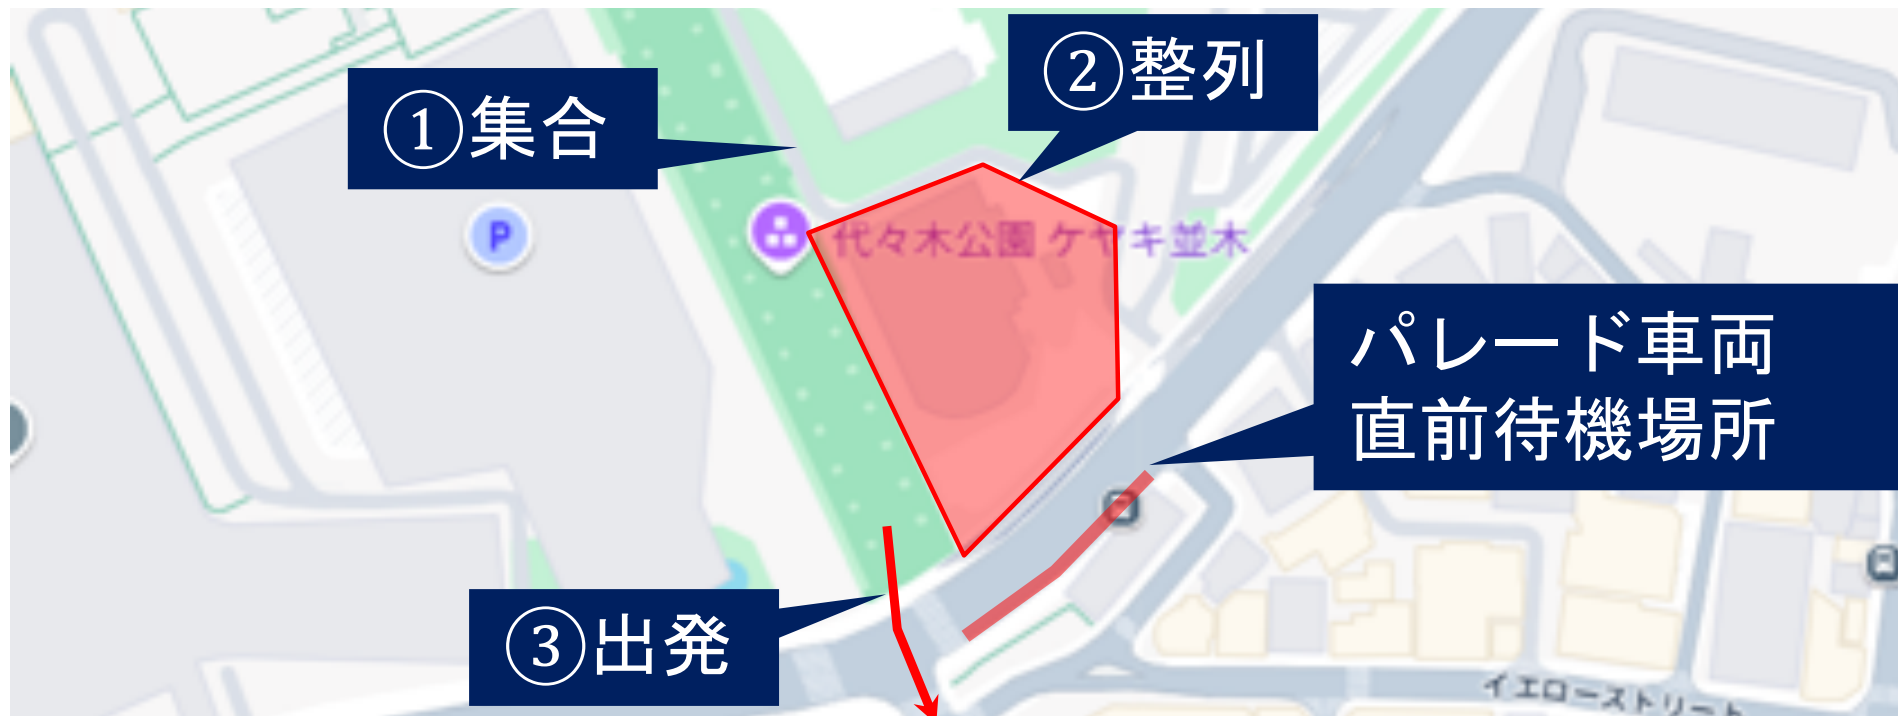 ①集合
②整列
P
代々木公園 ケヤキ並木
パレード車両
直前待機場所
③出発
イエローストリート